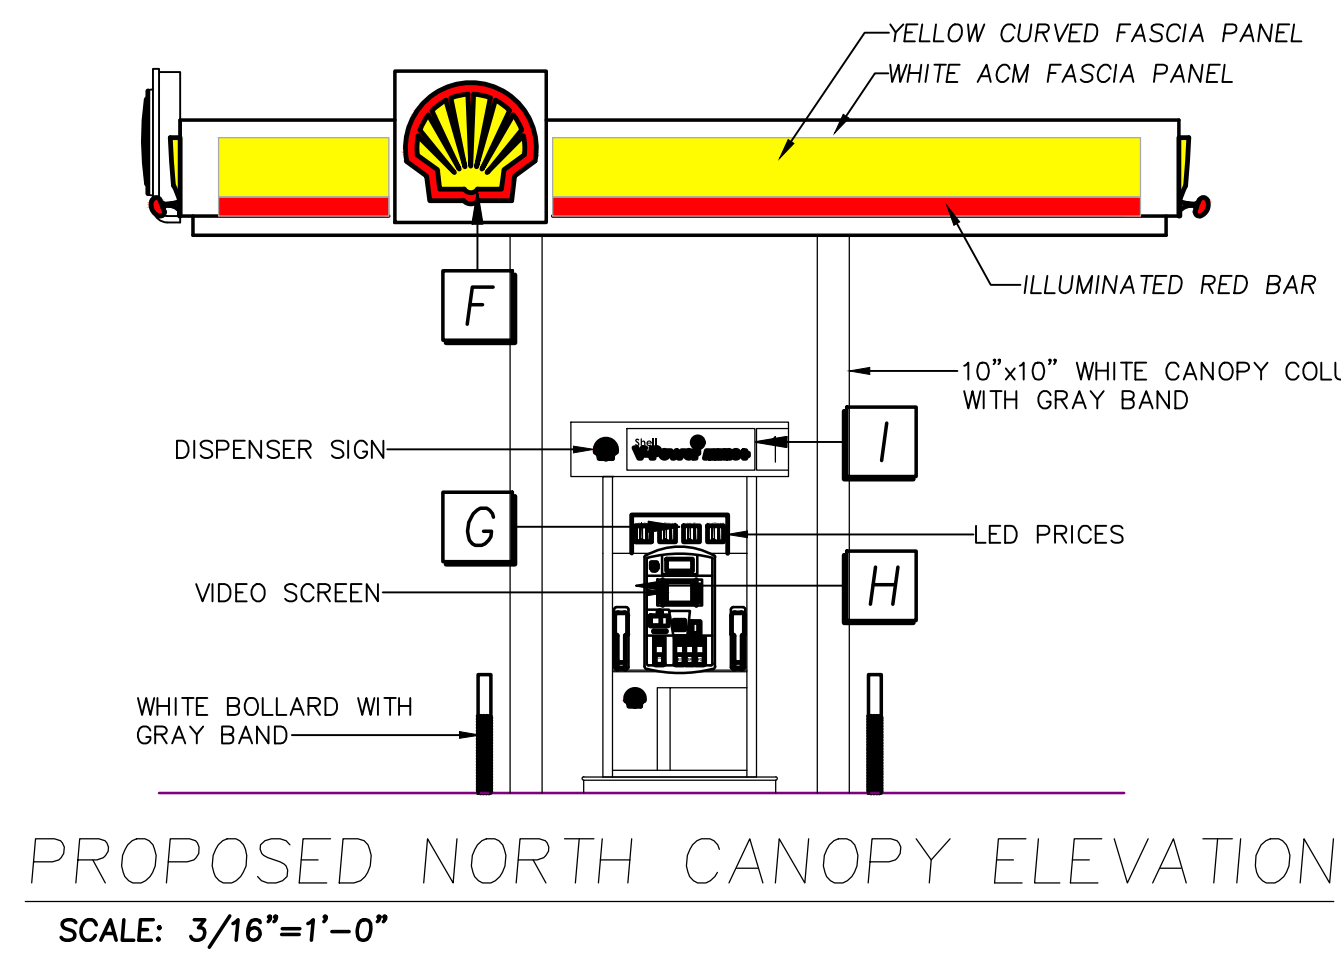 YELLOW CURVED FASCIA PANEL
WHITE ACM FASCIA PANEL
F
ILLUMINATED RED BAR
10"x10" WHITE CANOPY COLU
WITH GRAY BAND
I
DISPENSER SIGN
Shell
V-Power
G
LED PRICES
VIDEO SCREEN
H
WHITE BOLLARD WITH
GRAY BAND
PROPOSED NORTH CANOPY ELEVATION
SCALE: 3/16"=1'-0"